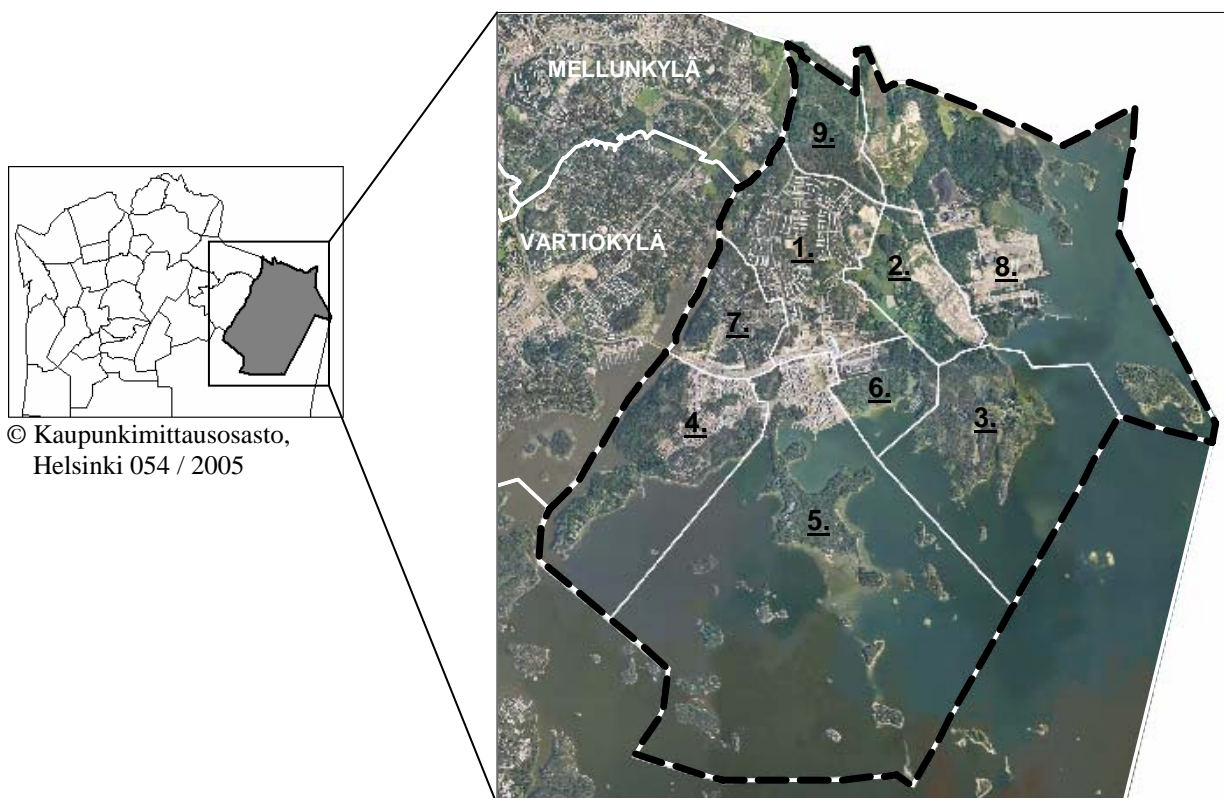 MELLUNKYLÄ
9.
VARTIOKYLÄ
1.
2.
8.
7.
6.
4.
3.
© Kaupunkimittausosasto,
Helsinki 054 / 2005
5.